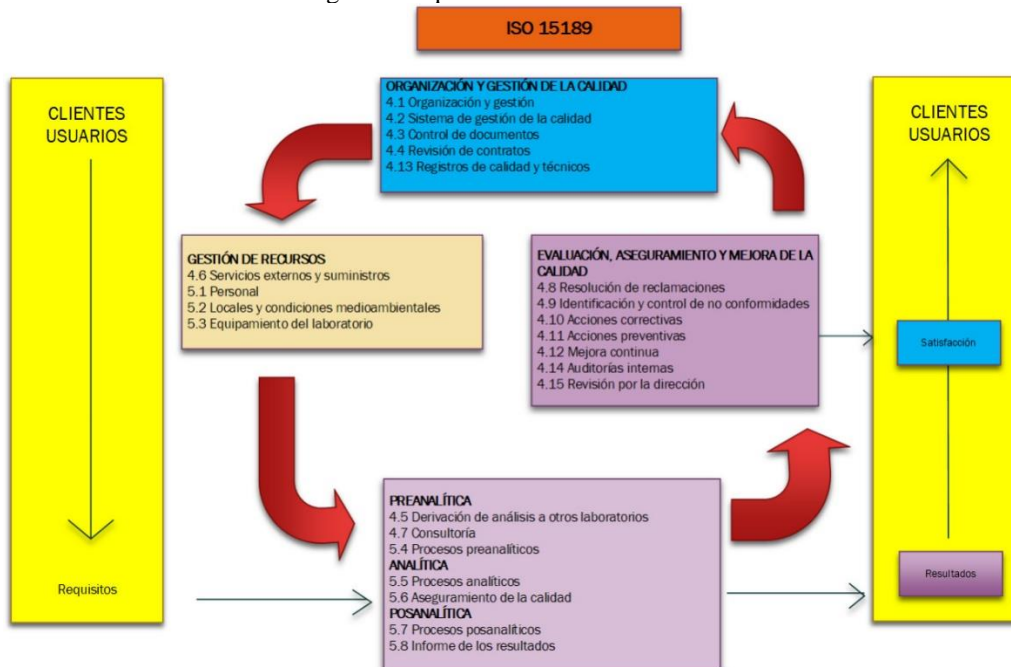 ISO 15189
CLIENTES
USUARIOS
Requisitos
ORGANIZACIÓN Y GESTIÓN DE LA CALIDAD
4.1 Organización y gestión
4.2 Sistema de gestión de la calidad
4.3 Control de documentos
4.4 Revisión de contratos
4.13 Registros de calidad y técnicos
GESTIÓN DE RECURSOS
4.6 Servicios externos y suministros
5.1 Personal
5.2 Locales y condiciones medioambientales
5.3 Equipamiento del laboratorio
EVALUACIÓN, ASEGURAMIENTO Y MEJORA DE LA
CALIDAD
4.8 Resolución de reclamaciones
4.9 Identificación y control de no conformidades
4.10 Acciones correctivas
4.11 Acciones preventivas
4.12 Mejora continua
4.14 Auditorías internas
4.15 Revisión por la dirección
PREANALÍTICA
4.5 Derivación de análisis a otros laboratorios
4.7 Consultoría
5.4 Procesos preanalíticos
ANALÍTICA
5.5 Procesos analíticos
5.6 Aseguramiento de la calidad
POSANALÍTICA
5.7 Procesos posanalíticos
5.8 Informe de los resultados
CLIENTES
USUARIOS
Satisfacción
Resultados